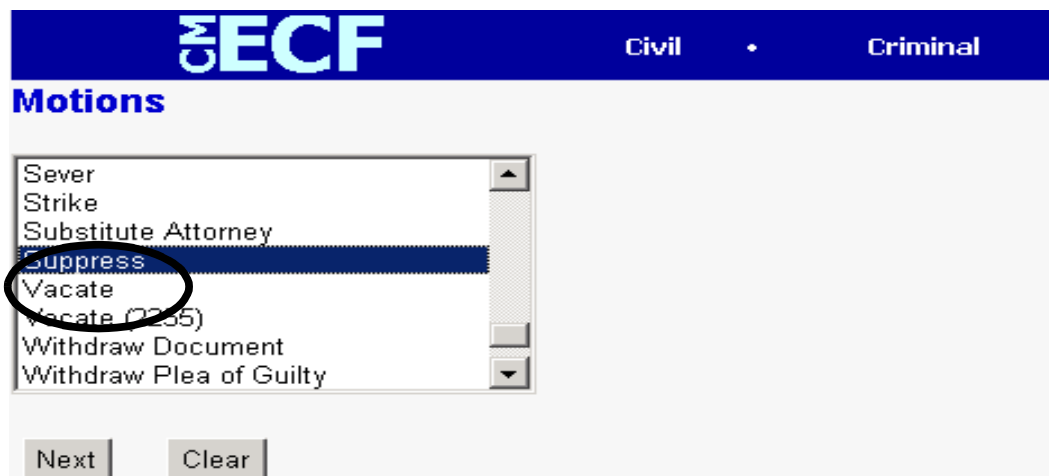 CM ECF Civil • Criminal
Motions
Sever
Strike
Substitute Attorney
Suppress
Vacate
Vacate (2255)
Withdraw Document
Withdraw Plea of Guilty
Next Clear